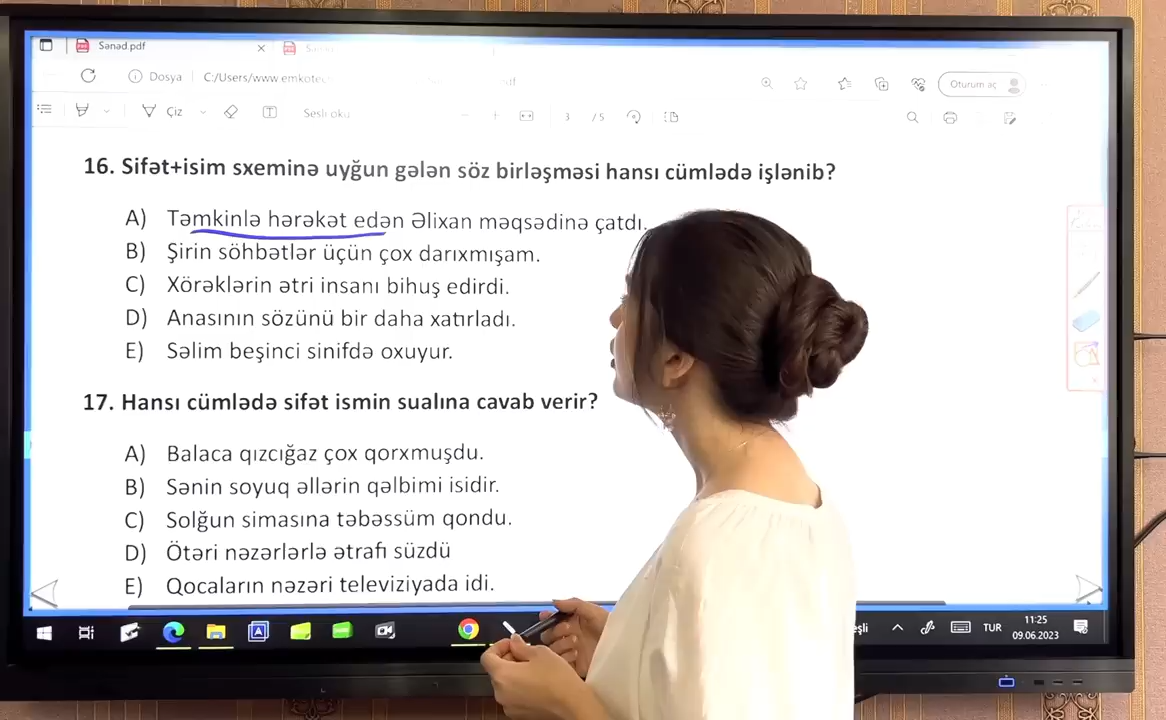 Sənəd.pdf
Dosya C:/Users/www.emkotec
Oturum aç
Çiz Sesli oku 3 /5
16. Sifət+isim sxeminə uyğun gələn söz birləşməsi hansı cümlədə işlənib?
A) Təmkinlə hərəkət edən Əlixan məqsədinə çatdı.
B) Şirin söhbətlər üçün çox darıxmışam.
C) Xörəklərin ətri insanı bihuş edirdi.
D) Anasının sözünü bir daha xatırladı.
E) Səlim beşinci sinifdə oxuyur.
17. Hansı cümlədə sifət ismin sualına cavab verir?
A) Balaca qızcığaz çox qorxmuşdu.
B) Sənin soyuq əllərin qəlbimi isidir.
C) Solğun simasına təbəssüm qondu.
D) Ötəri nəzərlərlə ətrafı süzdü
E) Qocaların nəzəri televiziyada idi.
TUR 11:25
09.06.2023